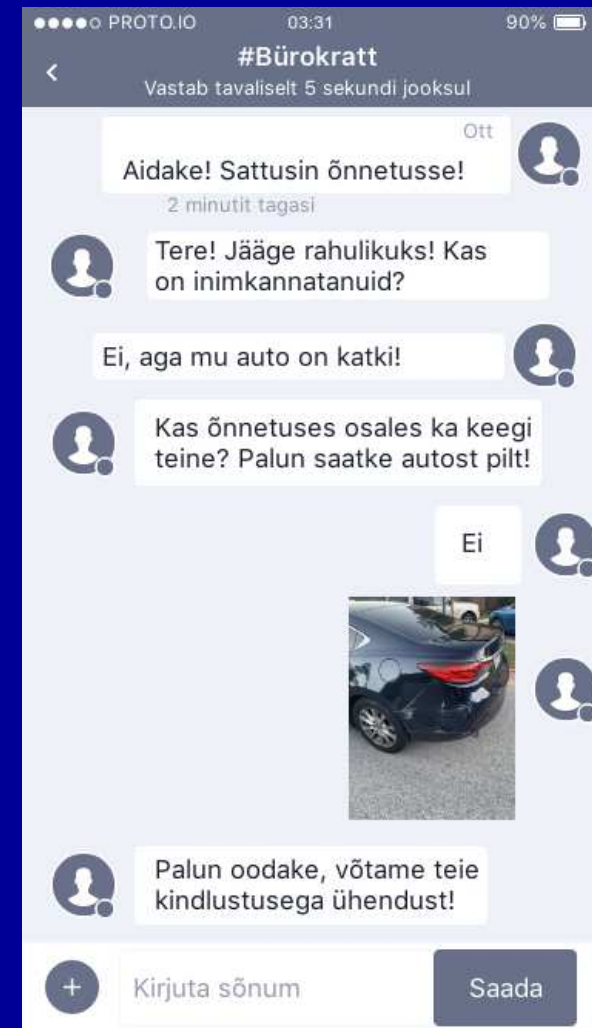 PROTO.IO 03:31 90%
#Bürokratt
Vastab tavaliselt 5 sekundi jooksul
Ott
Aidake! Sattusin õnnetusse!
2 minutit tagasi
Tere! Jääge rahulikuks! Kas
on inimkannatanuid?
Ei, aga mu auto on katki!
Kas õnnetuses osales ka keegi
teine? Palun saatke autost pilt!
Ei
Palun oodake, võtame teie
kindlustusega ühendust!
Kirjuta sõnum
Saada